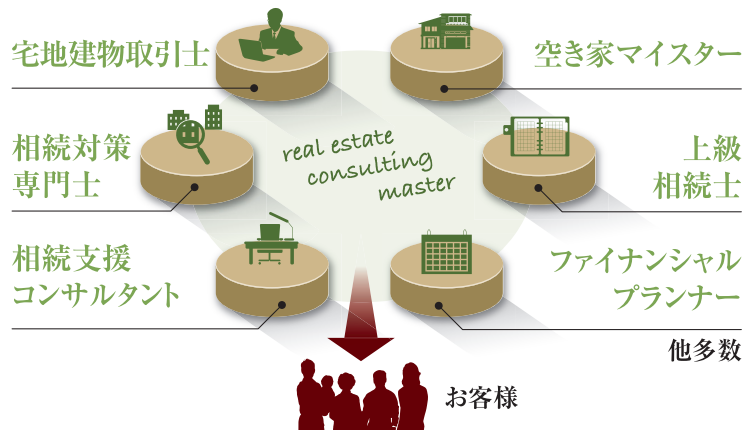 宅地建物取引士
空き家マイスター
相続対策
専門士
real estate
consulting
master
上級
相続士
相続支援
コンサルタント
ファイナンシャル
プランナー
他多数
お客様